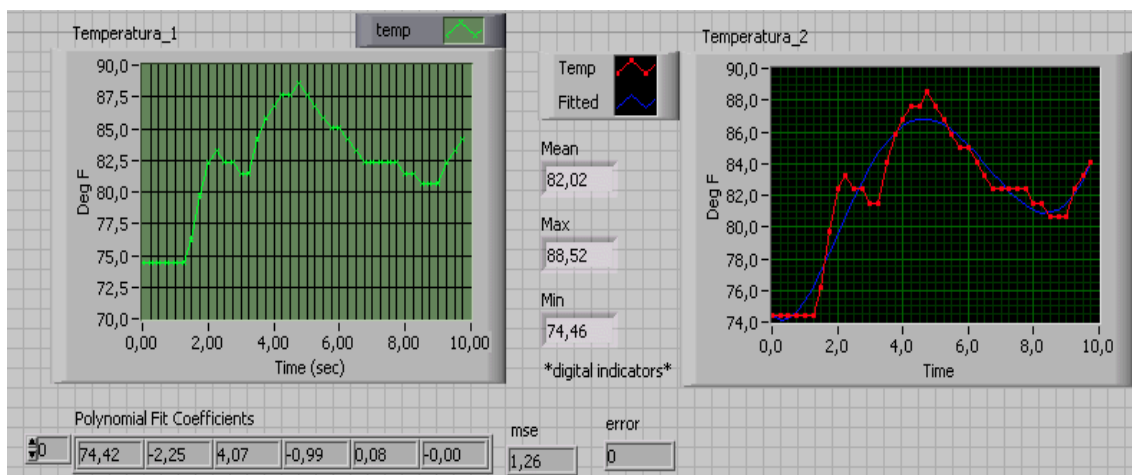 Temperatura_1
temp
Deg F
90,0
87,5
85,0
82,5
80,0
77,5
75,0
72,5
70,0
0,00 2,00 4,00 6,00 8,00 10,00
Time (sec)
Temp
Fitted
Mean
82,02
Max
88,52
Min
74,46
*digital indicators*
Temperatura_2
Deg F
90,0
88,0
86,0
84,0
82,0
80,0
78,0
76,0
74,0
0,0 2,0 4,0 6,0 8,0 10,0
Time
Polynomial Fit Coefficients
0 74,42 -2,25 4,07 -0,99 0,08 -0,00
mse
1,26
error
0